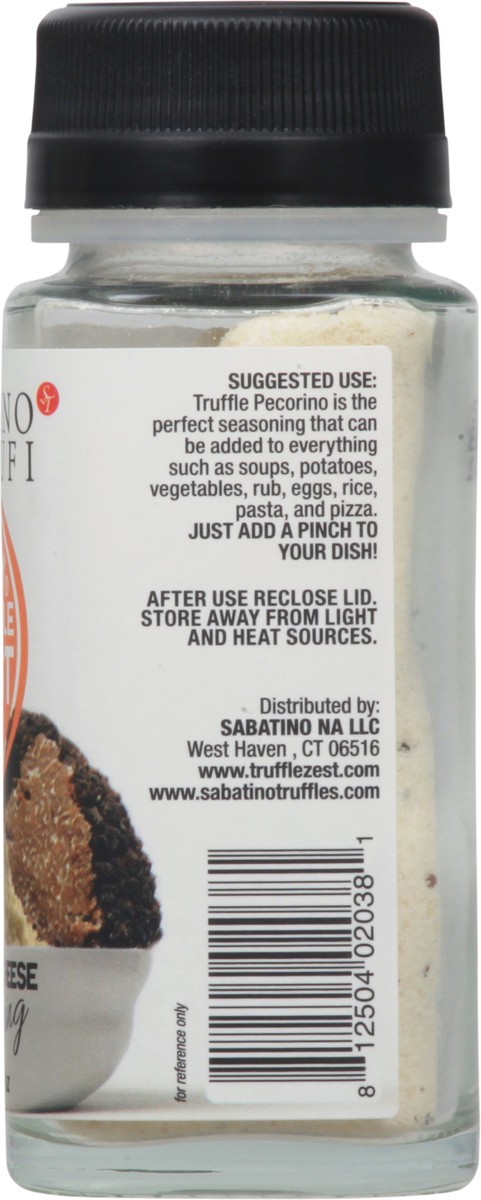 SUGGESTED USE:
Truffle Pecorino is the
perfect seasoning that can
be added to everything
such as soups, potatoes,
vegetables, rub, eggs, rice,
pasta, and pizza.
JUST ADD A PINCH TO
YOUR DISH!
AFTER USE RECLOSE LID.
STORE AWAY FROM LIGHT
AND HEAT SOURCES.
Distributed by:
SABATINO NA LLC
West Haven , CT 06516
www.trufflezest.com
www.sabatinotruffles.com
8 12504 02038 1
for reference only